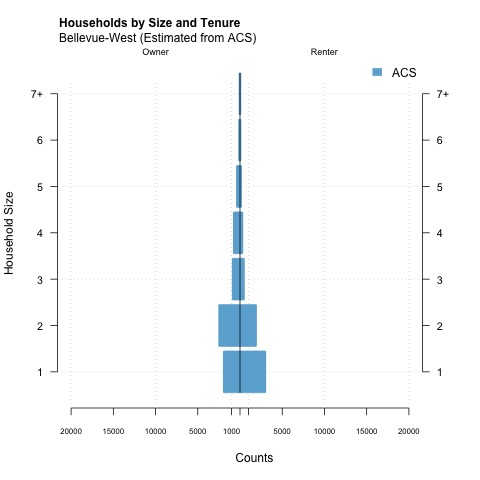 Households by Size and Tenure
Bellevue-West (Estimated from ACS)
Owner Renter
ACS
7+ 7+
6 6
5 5
4 4
3 3
2 2
1 1
Household Size
20000 15000 10000 5000 1000 5000 10000 15000 20000
Counts